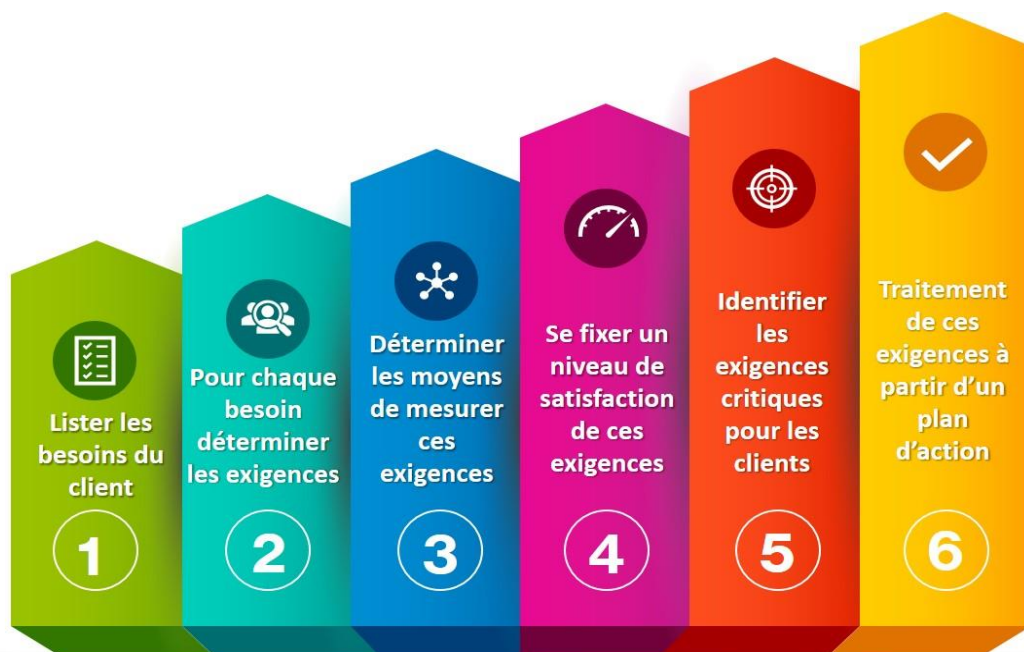 Lister les
besoins du
client
1
Pour chaque
besoin
déterminer
les exigences
2
Déterminer
les moyens
de mesurer
ces
exigences
3
Se fixer un
niveau de
satisfaction
de ces
exigences
4
Identifier
les
exigences
critiques
pour les
clients
5
Traitement
de ces
exigences à
partir d’un
plan
d’action
6